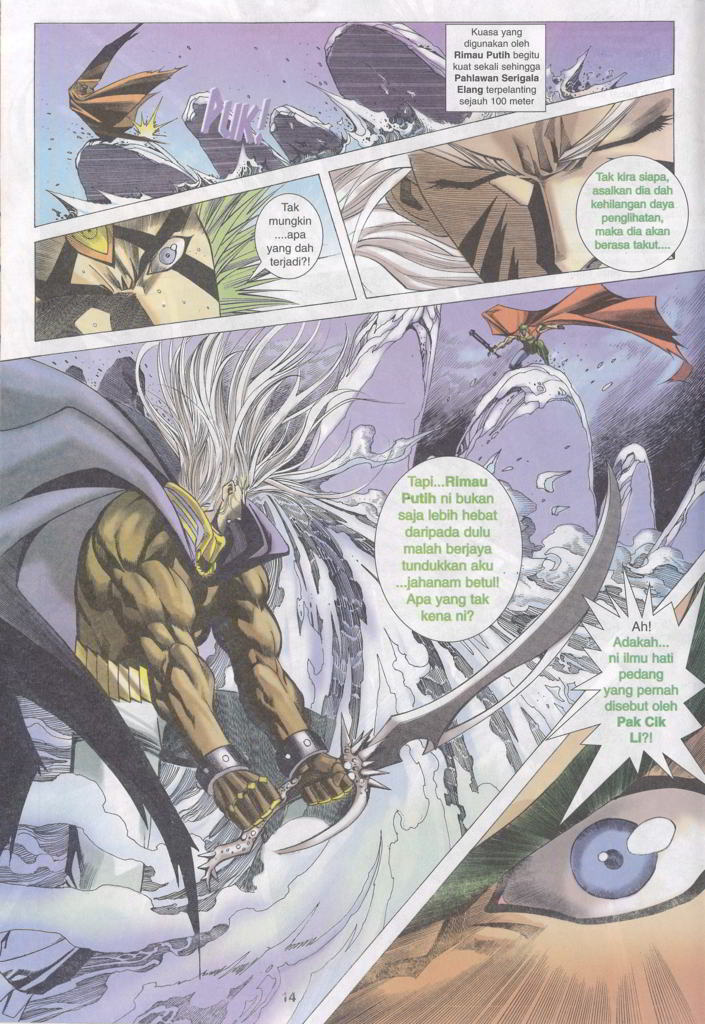 Kuasa yang
digunakan oleh
Rimau Putih begitu
kuat sekali sehingga
Pahlawan Serigala
Elang terpelanting
sejauh 100 meter
PUK!
Tak kira siapa,
asalkan dia dah
kehilangan daya
penglihatan,
maka dia akan
berasa takut....
Tak
mungkin
....apa
yang dah
terjadi?!
Tapi...Rimau
Putih ni bukan
saja lebih hebat
daripada dulu
malah berjaya
tundukkan aku
...jahanam betul!
Apa yang tak
kena ni?
Ah!
Adakah...
ni ilmu hati
pedang
yang pernah
disebut oleh
Pak Cik
LI?!
14